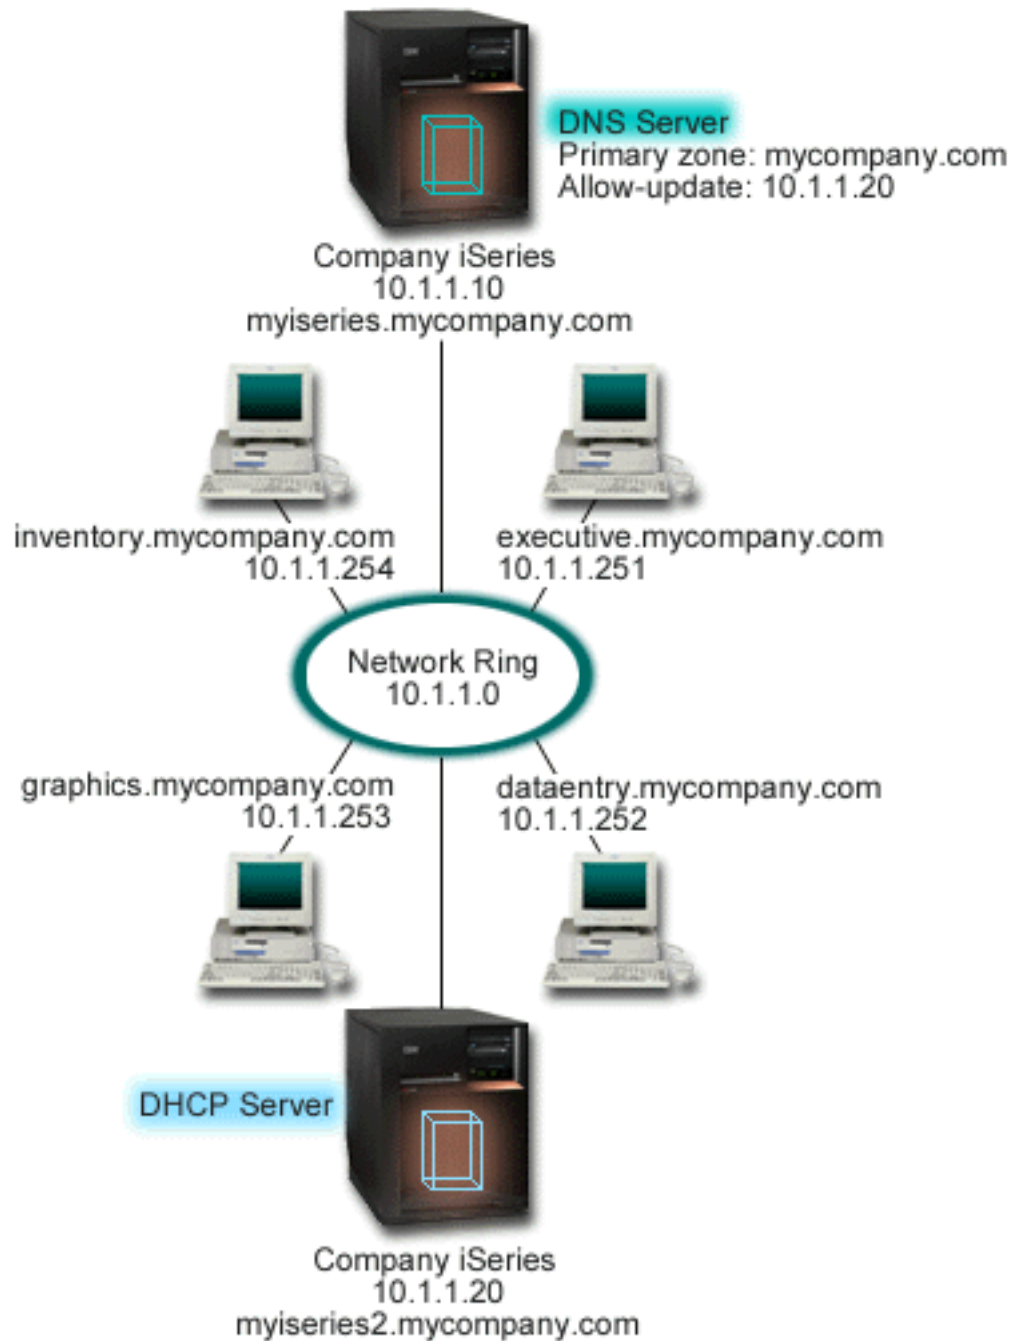 DNS Server
Primary zone: mycompany.com
Allow-update: 10.1.1.20
Company iSeries
10.1.1.10
myiseries.mycompany.com
inventory.mycompany.com
10.1.1.254
executive.mycompany.com
10.1.1.251
Network Ring
10.1.1.0
graphics.mycompany.com
10.1.1.253
dataentry.mycompany.com
10.1.1.252
DHCP Server
Company iSeries
10.1.1.20
myiseries2.mycompany.com